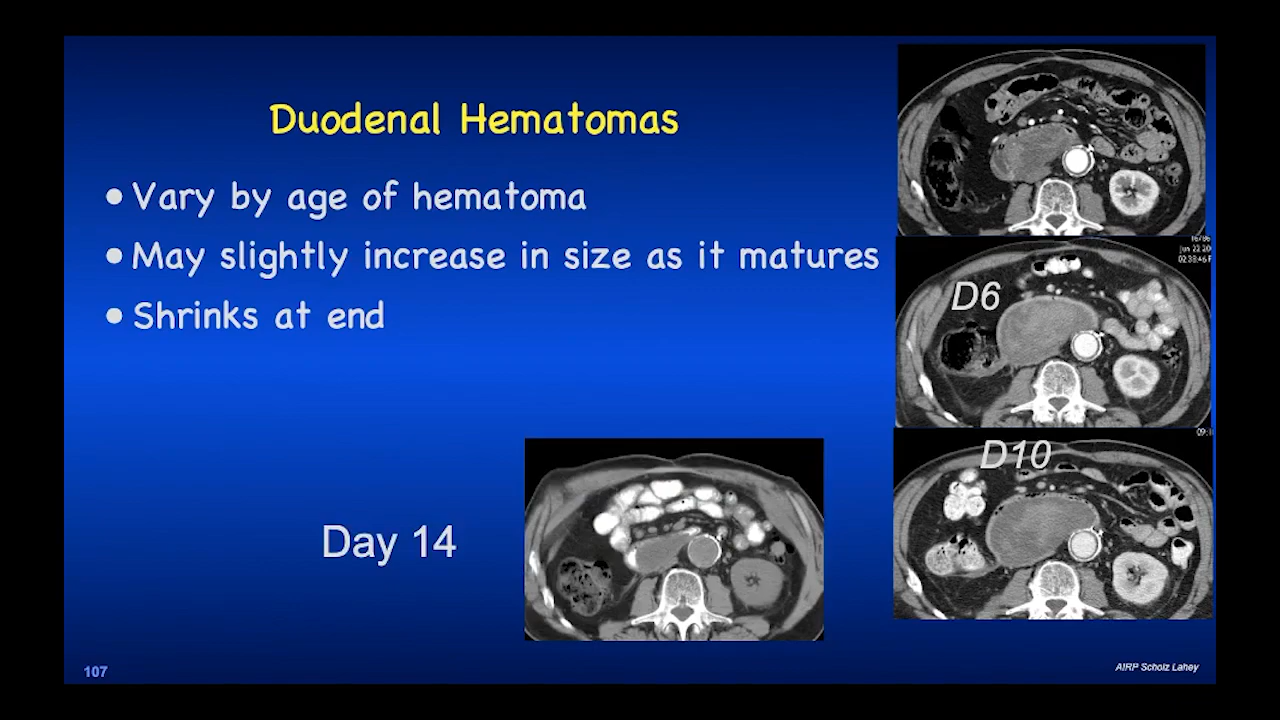 Duodenal Hematomas
● Vary by age of hematoma
● May slightly increase in size as it matures
● Shrinks at end
Day 14
D6
D10
107
AIRP Scholz Lahey